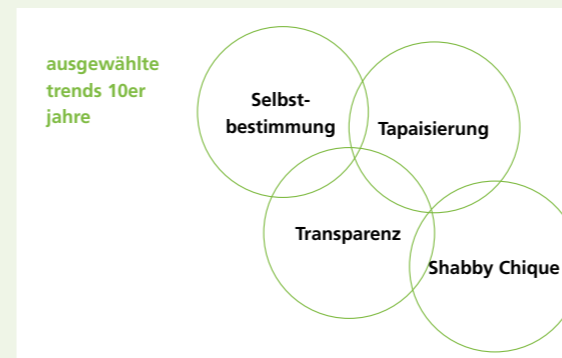 ausgewählte
trends 10er
jahre
Selbst-
bestimmung
Tapaisierung
Transparenz
Shabby Chique